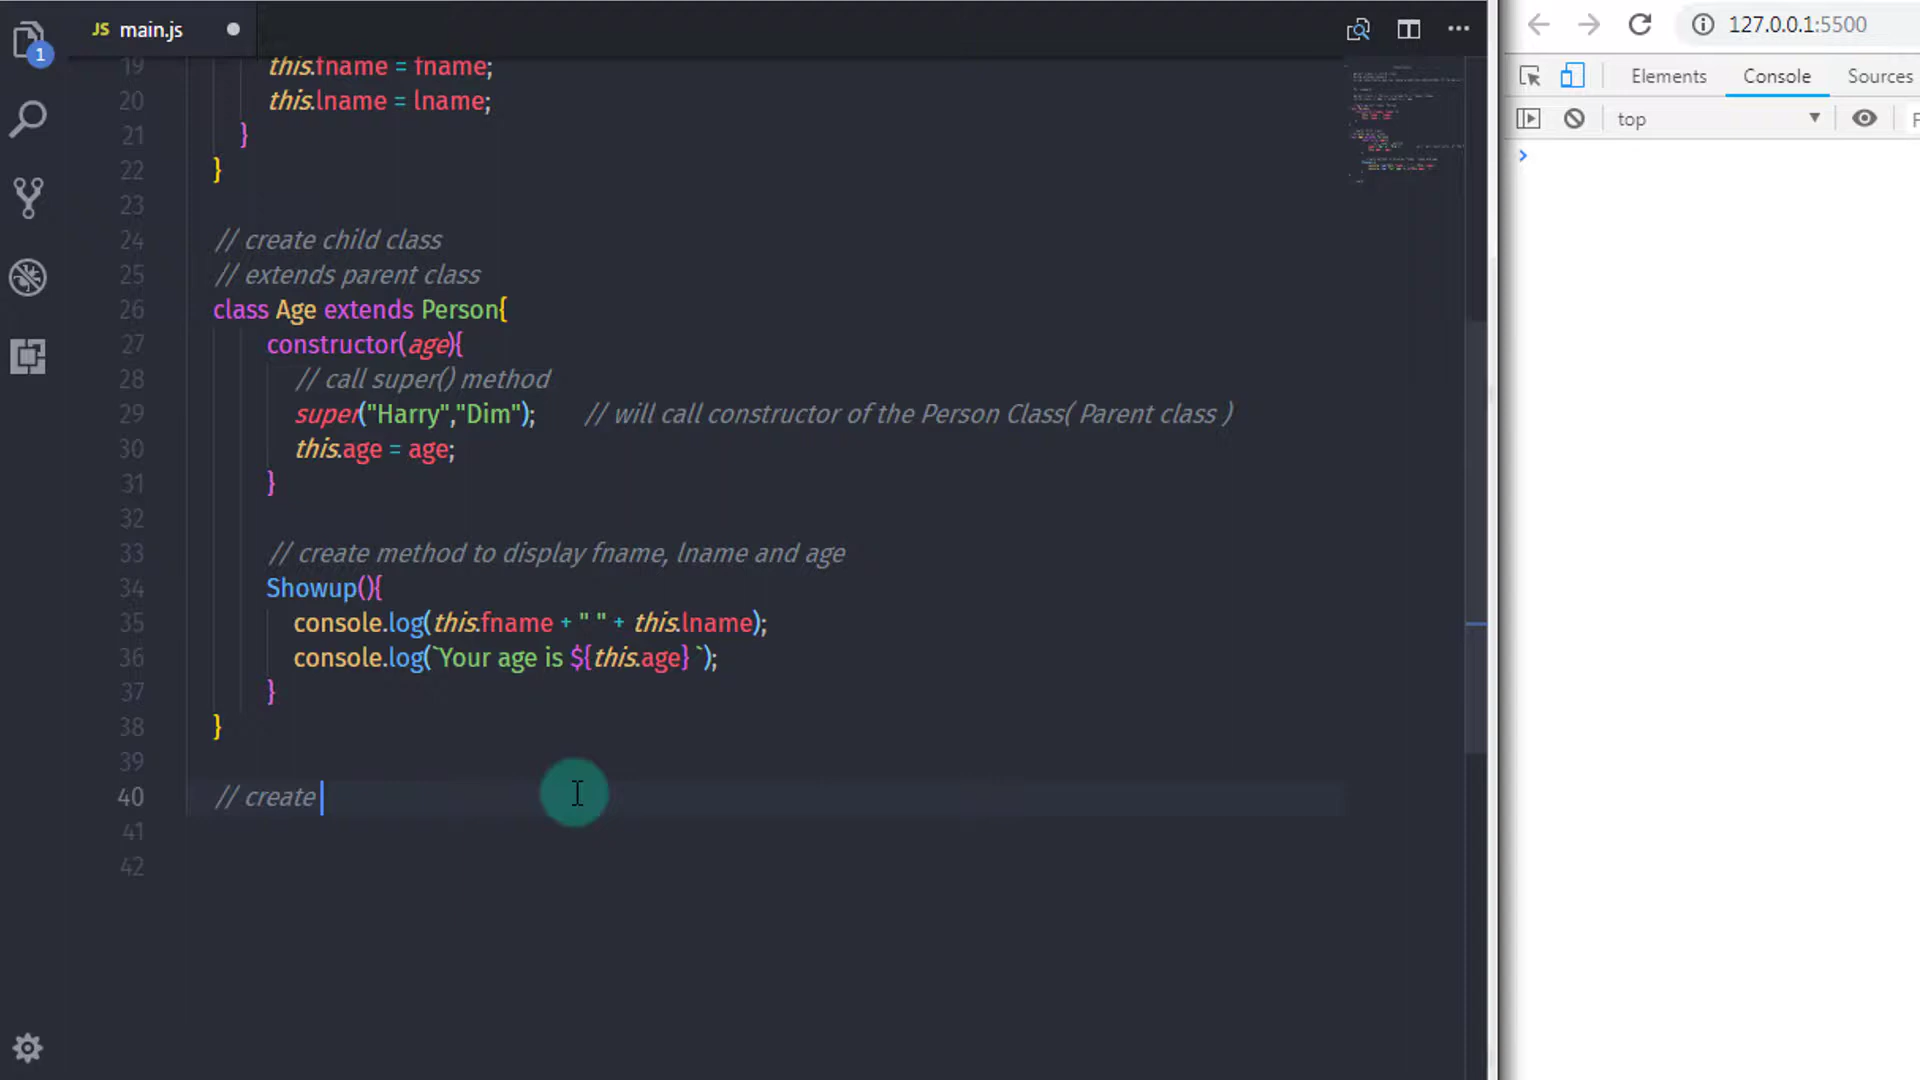 JS main.js
1
19 this.fname = fname;
20 this.lname = lname;
21 }
22 }
23
24 // create child class
25 // extends parent class
26 class Age extends Person{
27 constructor(age){
28 // call super() method
29 super("Harry","Dim"); // will call constructor of the Person Class( Parent class )
30 this.age = age;
31 }
32
33 // create method to display fname, lname and age
34 Showup(){
35 console.log(this.fname + " " + this.lname);
36 console.log(`Your age is ${this.age} `);
37 }
38 }
39
40 // create
41
42
127.0.0.1:5500
Elements Console Sources
top